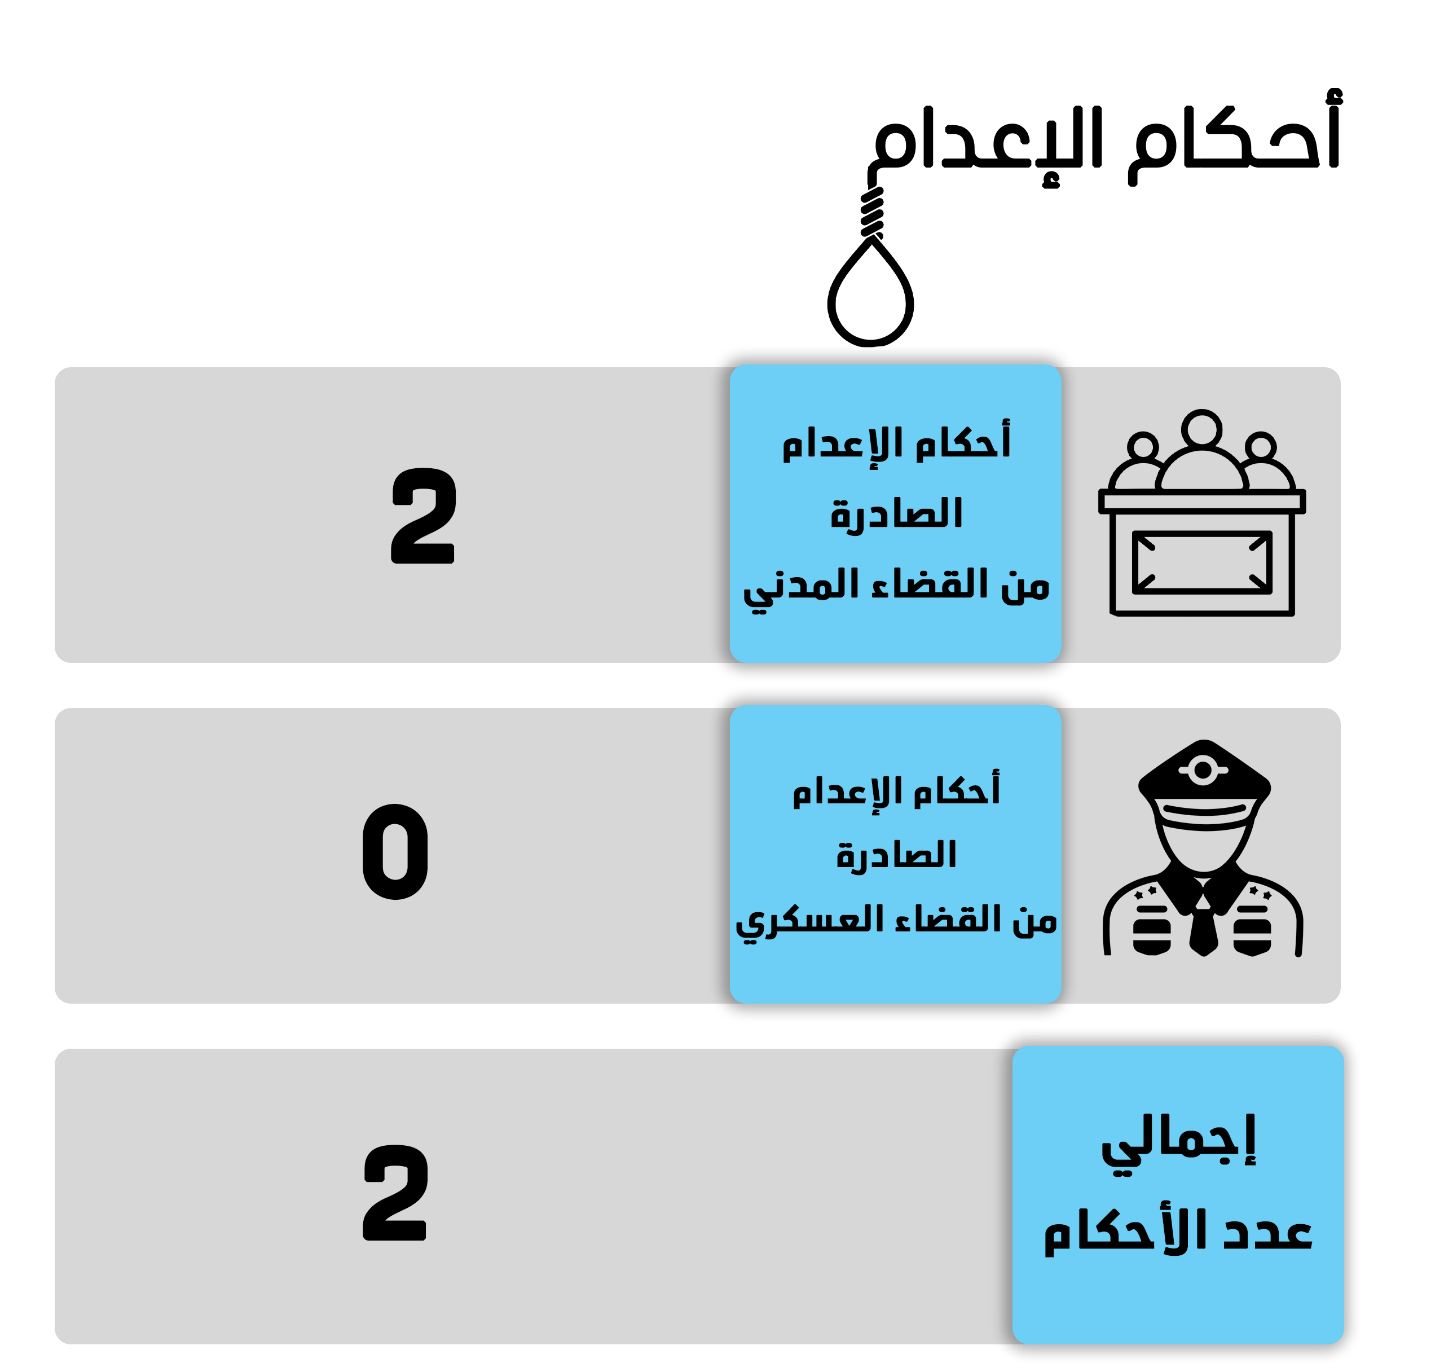 أحكام الإعدام
أحكام الإعدام
الصادرة
من القضاء المدني
2
أحكام الإعدام
الصادرة
من القضاء العسكري
0
إجمالي
عدد الأحكام
2